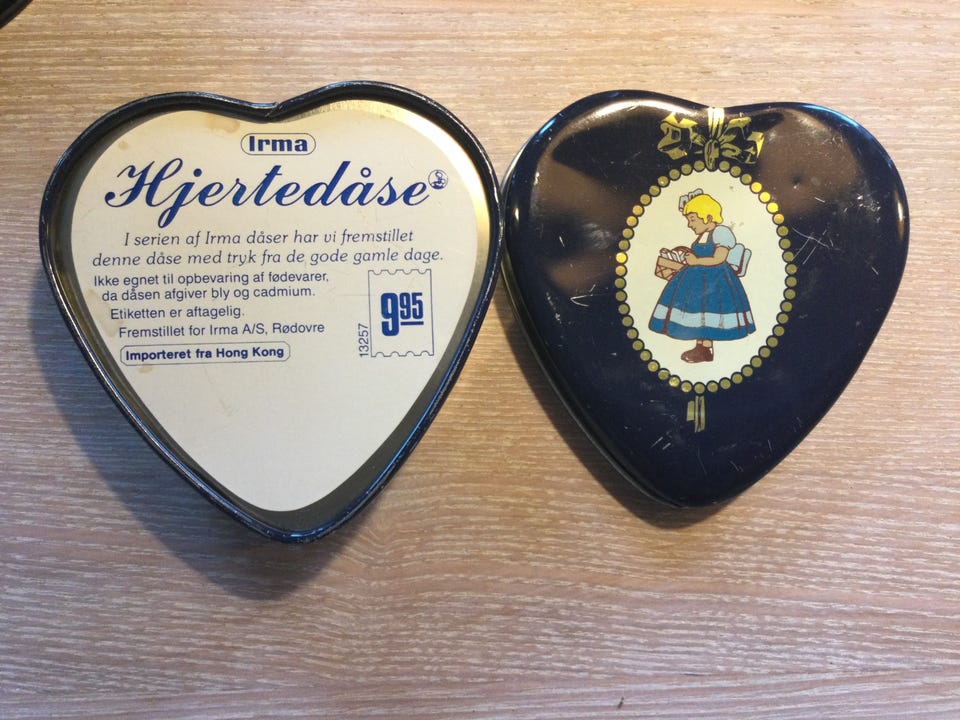 Irma
Hjertedåse
I serien af Irma dåser har vi fremstillet
denne dåse med tryk fra de gode gamle dage.
Ikke egnet til opbevaring af fødevarer,
da dåsen afgiver bly og cadmium.
Etiketten er aftagelig.
Fremstillet for Irma A/S, Rødovre
Importeret fra Hong Kong
13257
995